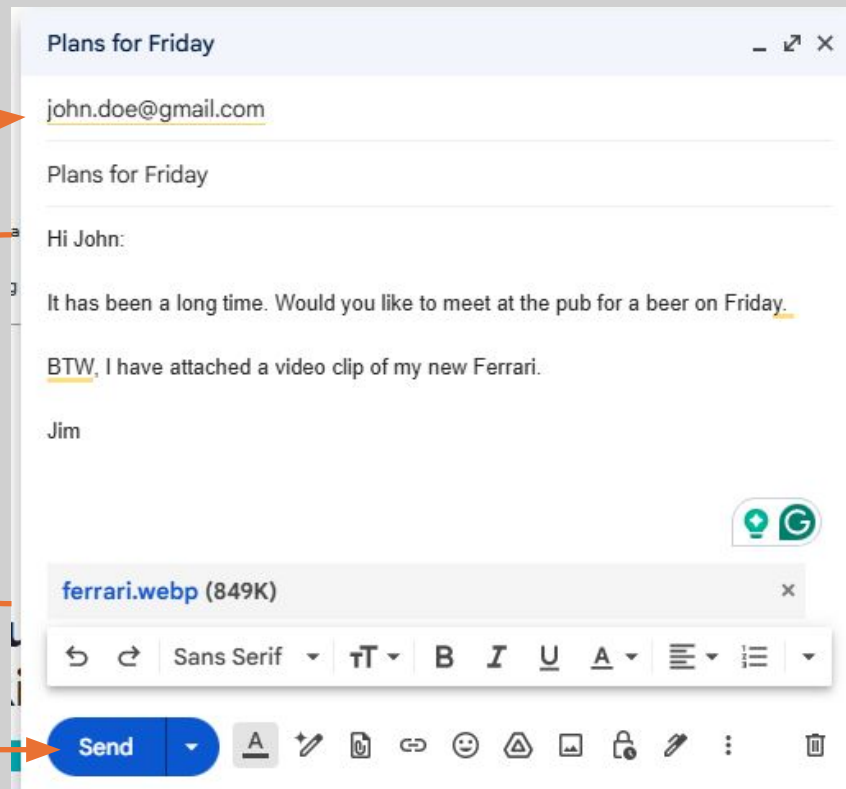 Plans for Friday
john.doe@gmail.com
Plans for Friday
Hi John:
It has been a long time. Would you like to meet at the pub for a beer on Friday.
BTW, I have attached a video clip of my new Ferrari.
Jim
ferrari.webp (849K)
Sans Serif
Send